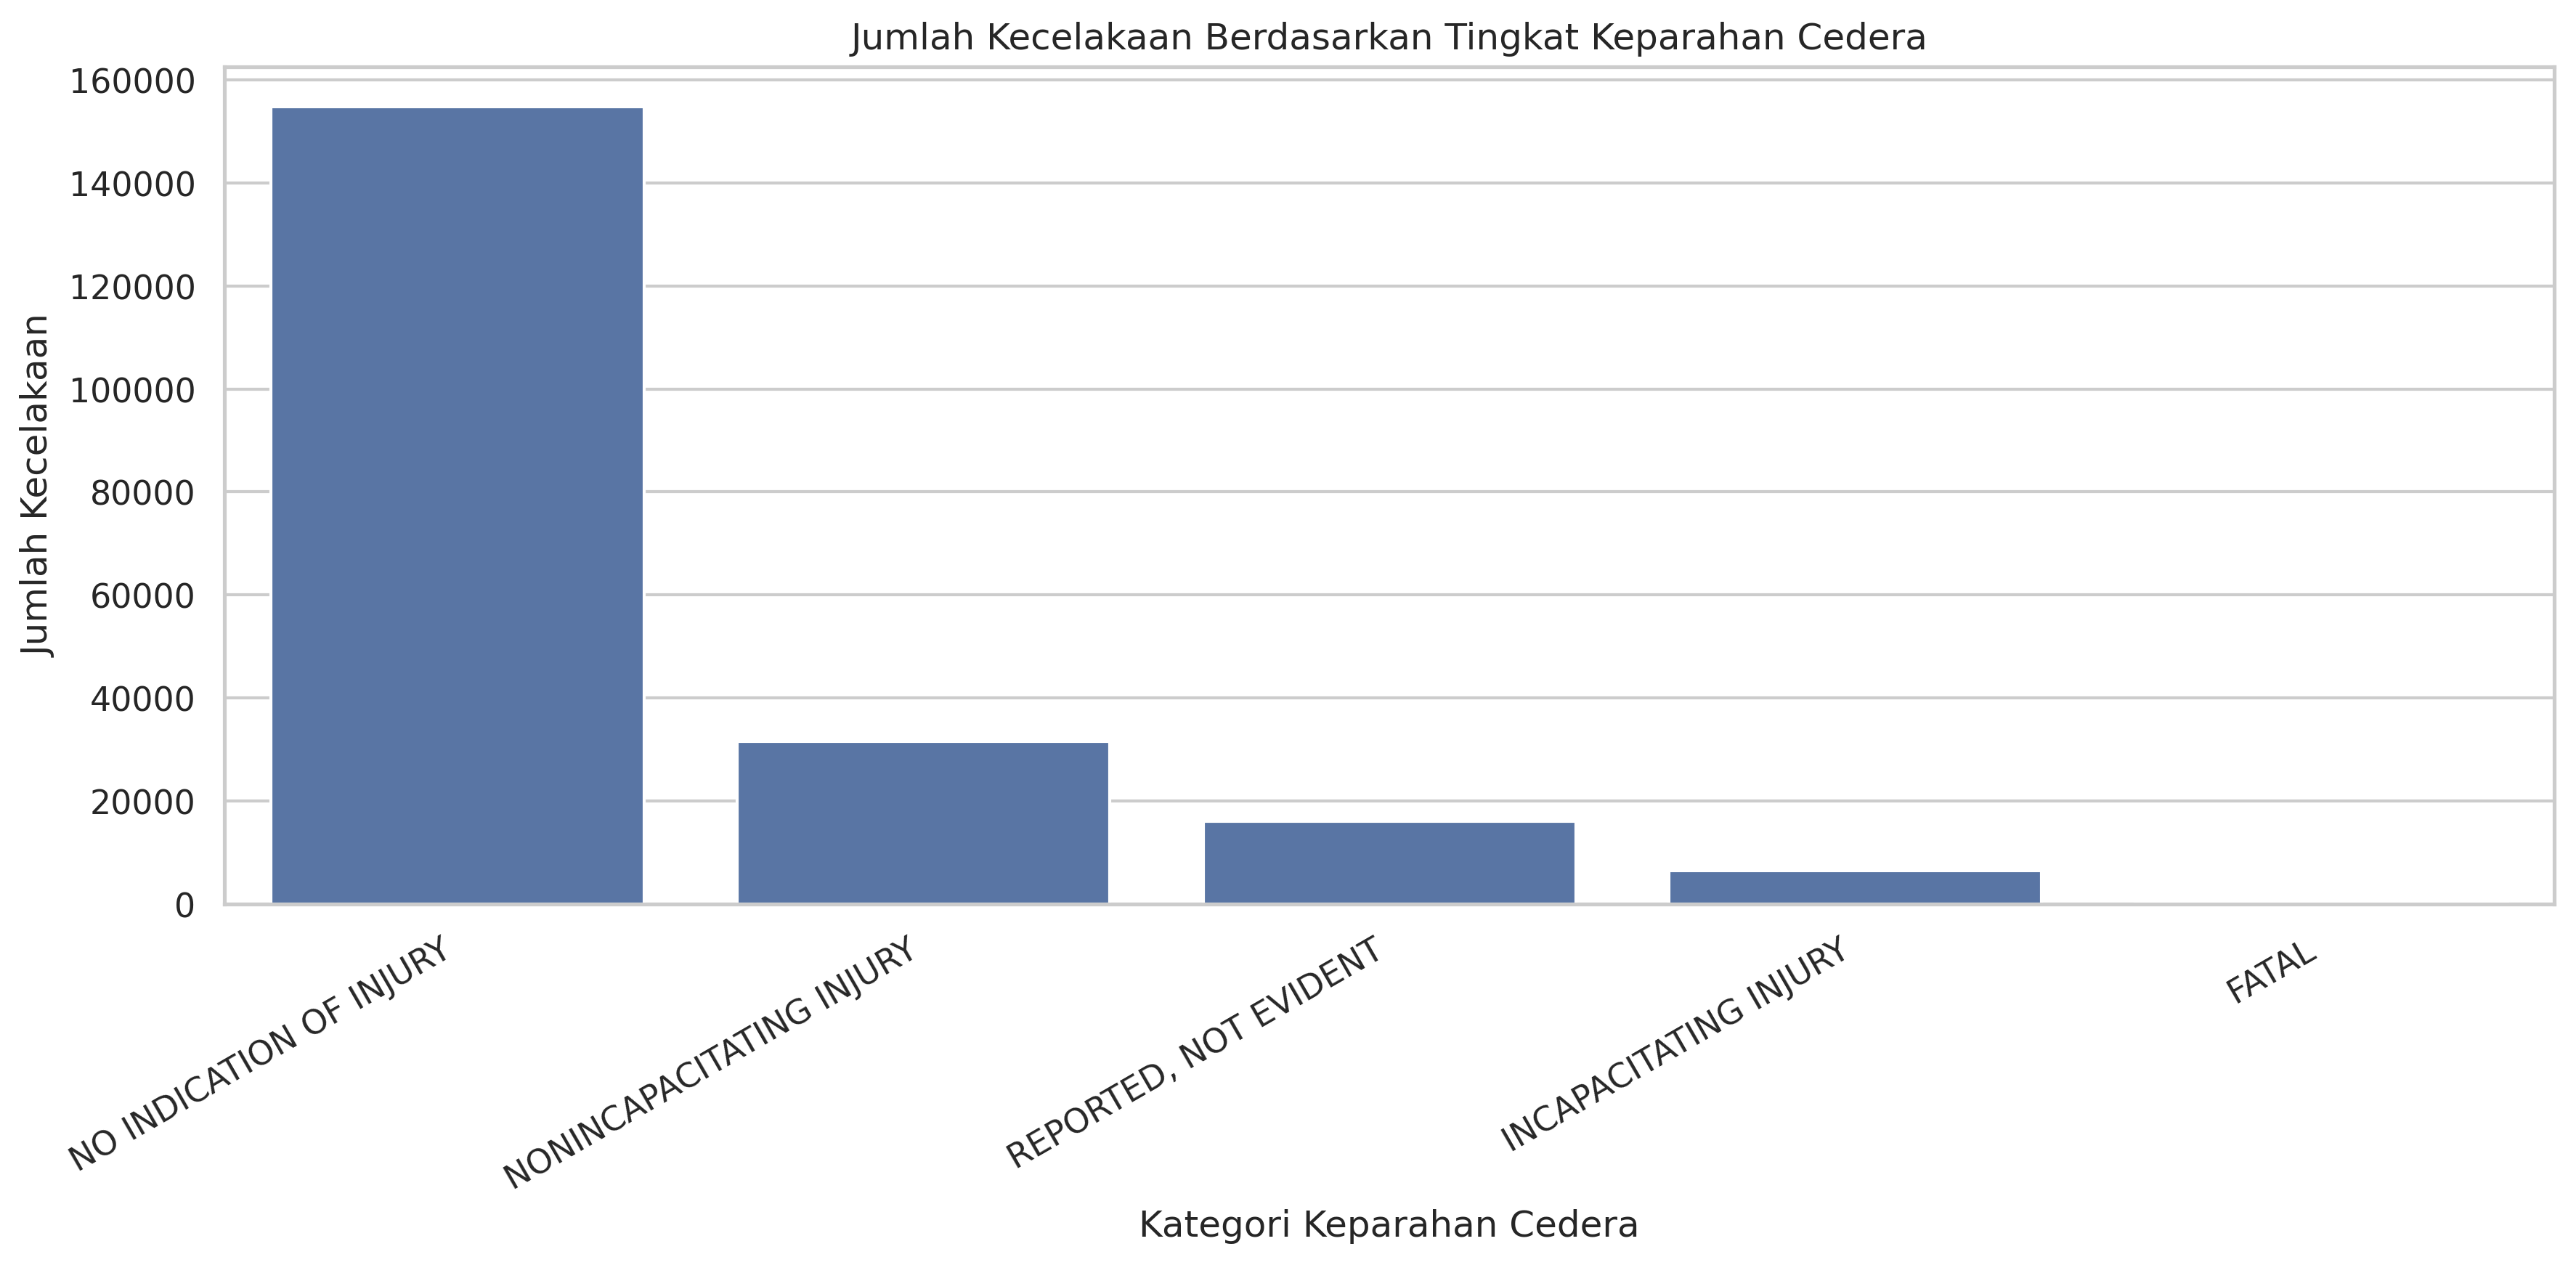 Jumlah Kecelakaan Berdasarkan Tingkat Keparahan Cedera
Jumlah Kecelakaan
160000
140000
120000
100000
80000
60000
40000
20000
0
NO INDICATION OF INJURY
NONINCAPACITATING INJURY
REPORTED, NOT EVIDENT
INCAPACITATING INJURY
FATAL
Kategori Keparahan Cedera